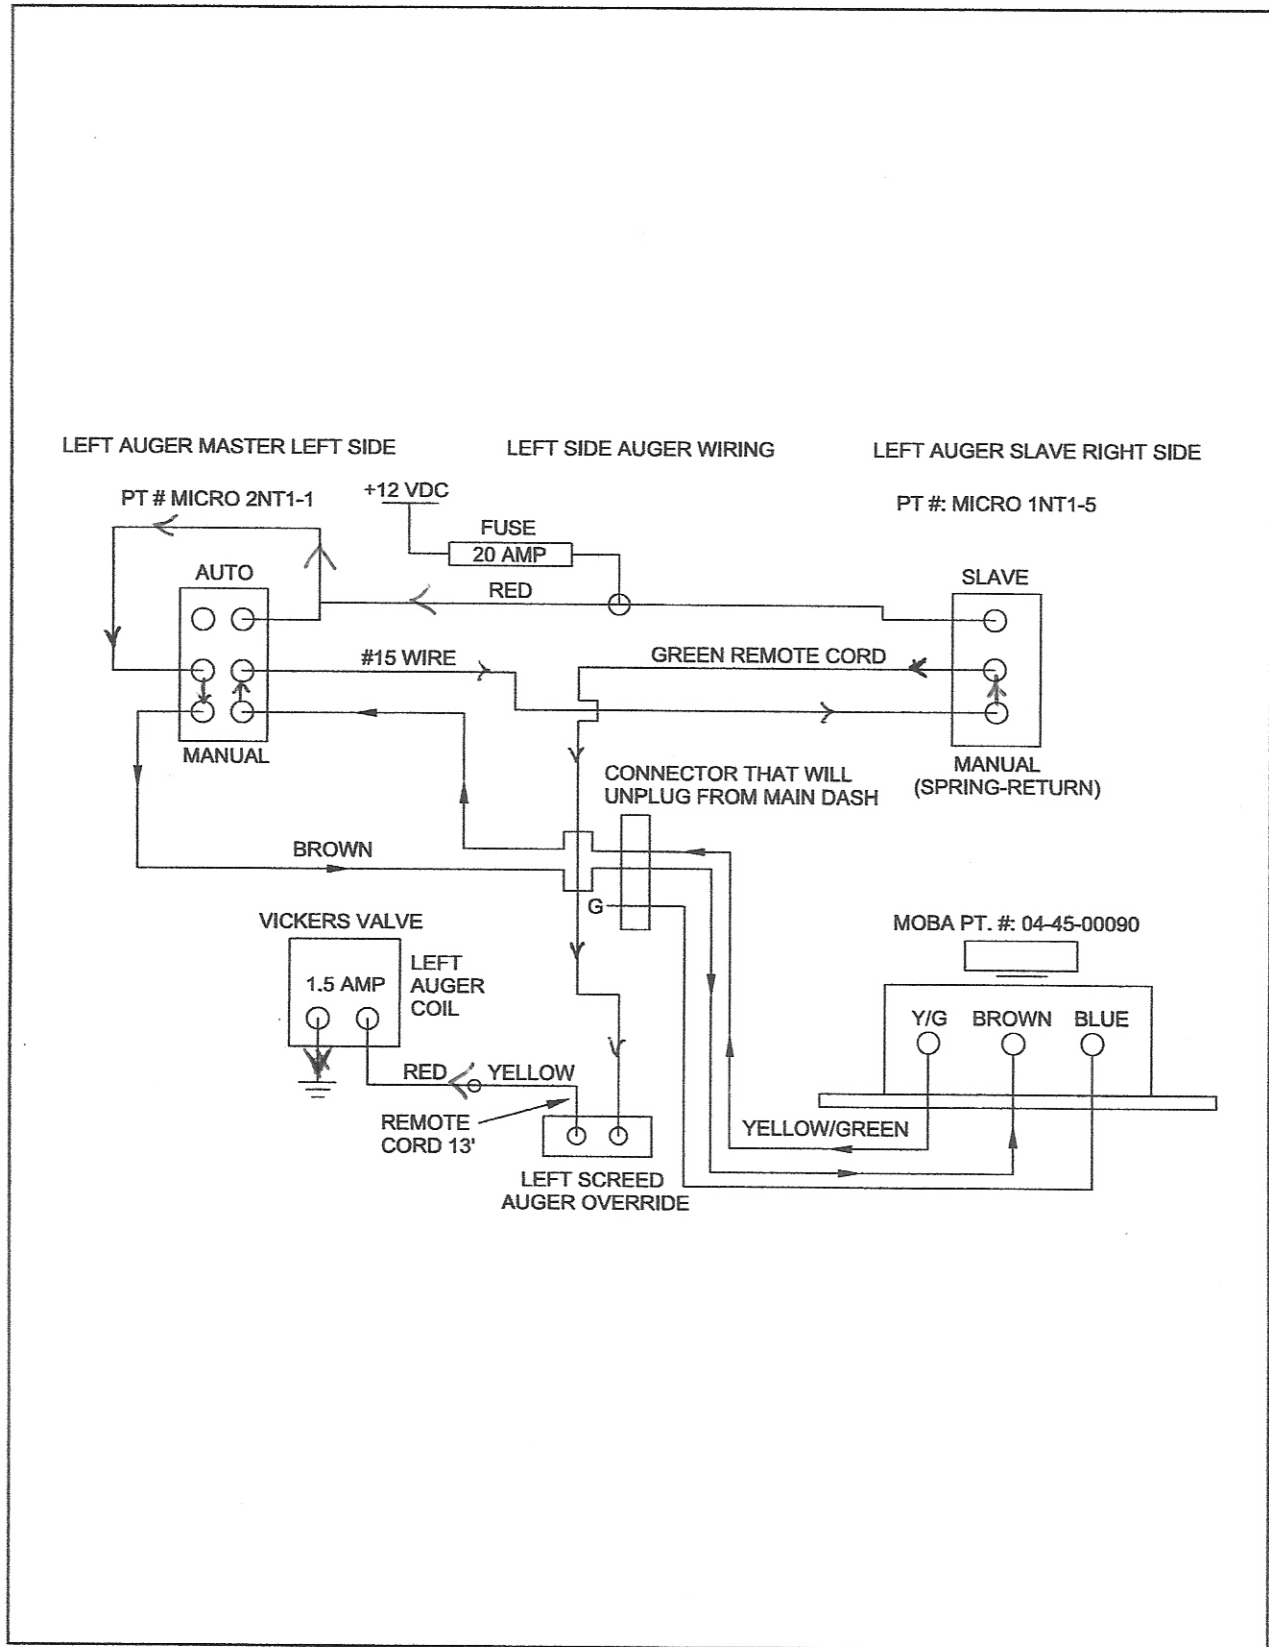 LEFT AUGER MASTER LEFT SIDE
LEFT SIDE AUGER WIRING
LEFT AUGER SLAVE RIGHT SIDE
PT # MICRO 2NT1-1
+12 VDC
PT #: MICRO 1NT1-5
FUSE
20 AMP
AUTO
SLAVE
RED
#15 WIRE
GREEN REMOTE CORD
MANUAL
MANUAL
(SPRING-RETURN)
CONNECTOR THAT WILL
UNPLUG FROM MAIN DASH
BROWN
G
VICKERS VALVE
MOBA PT. #: 04-45-00090
1.5 AMP
LEFT
AUGER
COIL
Y/G BROWN BLUE
RED
YELLOW
REMOTE
CORD 13'
YELLOW/GREEN
LEFT SCREED
AUGER OVERRIDE